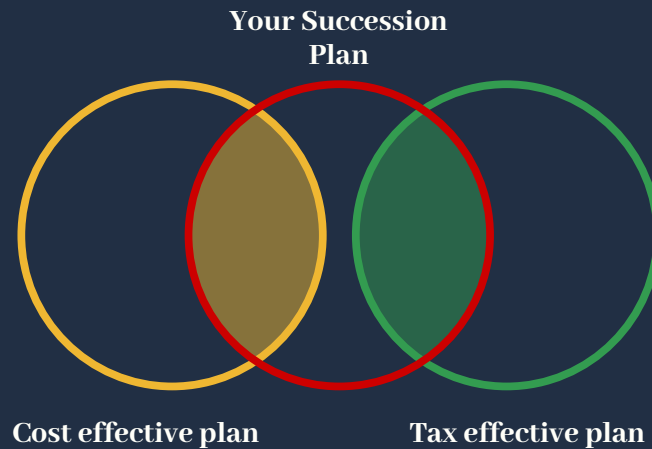 Your Succession
Plan
Cost effective plan
Tax effective plan